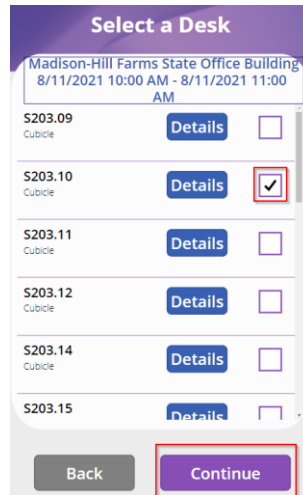 Select a Desk
Madison-Hill Farms State Office Building
8/11/2021 10:00 AM - 8/11/2021 11:00
AM
S203.09
Cubicle
Details
S203.10
Cubicle
Details
S203.11
Cubicle
Details
S203.12
Cubicle
Details
S203.14
Cubicle
Details
S203.15
Details
Back
Continue